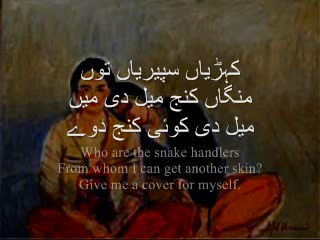 کہڑیاں سپیریاں توں
منگاں کنج میل دی میں
میل دی کوئی کنج دوے
Who are the snake handlers
From whom I can get another skin?
Give me a cover for myself.